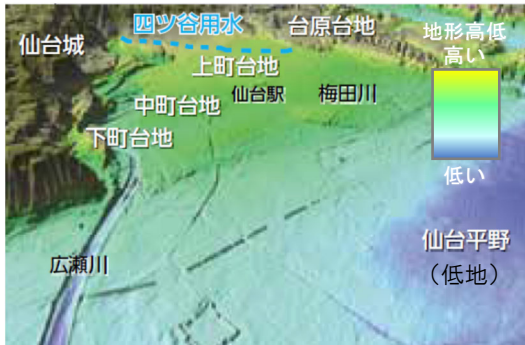 四ツ谷用水
台原台地
仙台城
地形高低
高い
上町台地
仙台駅
梅田川
中町台地
下町台地
低い
仙台平野
（低地）
広瀬川